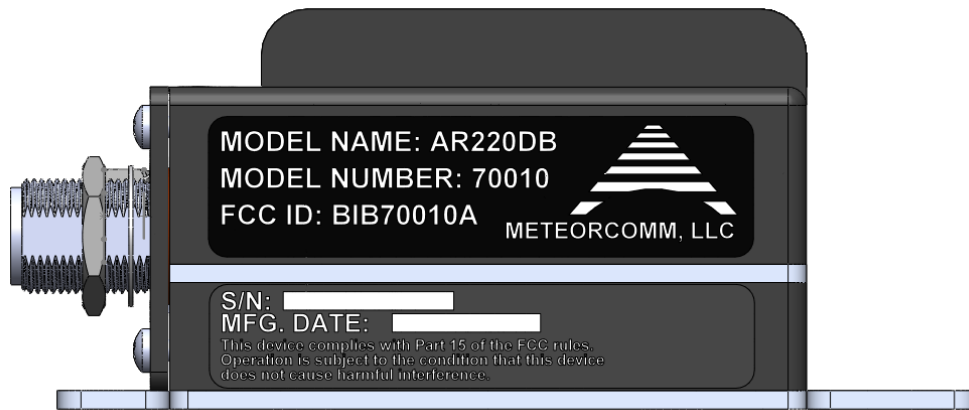 MODEL NAME: AR220DB
MODEL NUMBER: 70010
FCC ID: BIB70010A
METEORCOMM, LLC
S/N:
MFG. DATE:
This device complies with Part 15 of the FCC rules.
Operation is subject to the condition that this device
does not cause harmful interference.